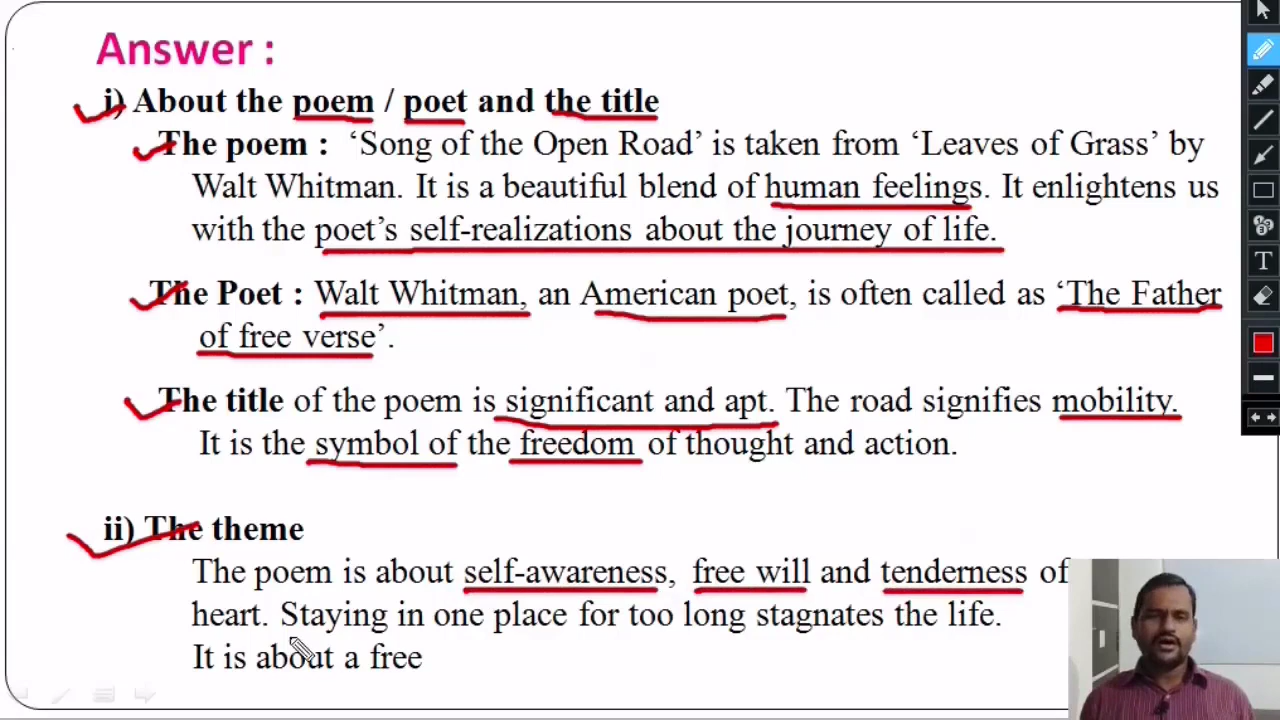 Answer :
i) About the poem / poet and the title
The poem : ‘Song of the Open Road’ is taken from ‘Leaves of Grass’ by
Walt Whitman. It is a beautiful blend of human feelings. It enlightens us
with the poet’s self-realizations about the journey of life.
The Poet : Walt Whitman, an American poet, is often called as ‘The Father
of free verse’.
The title of the poem is significant and apt. The road signifies mobility.
It is the symbol of the freedom of thought and action.
ii) The theme
The poem is about self-awareness, free will and tenderness of
heart. Staying in one place for too long stagnates the life.
It is about a free